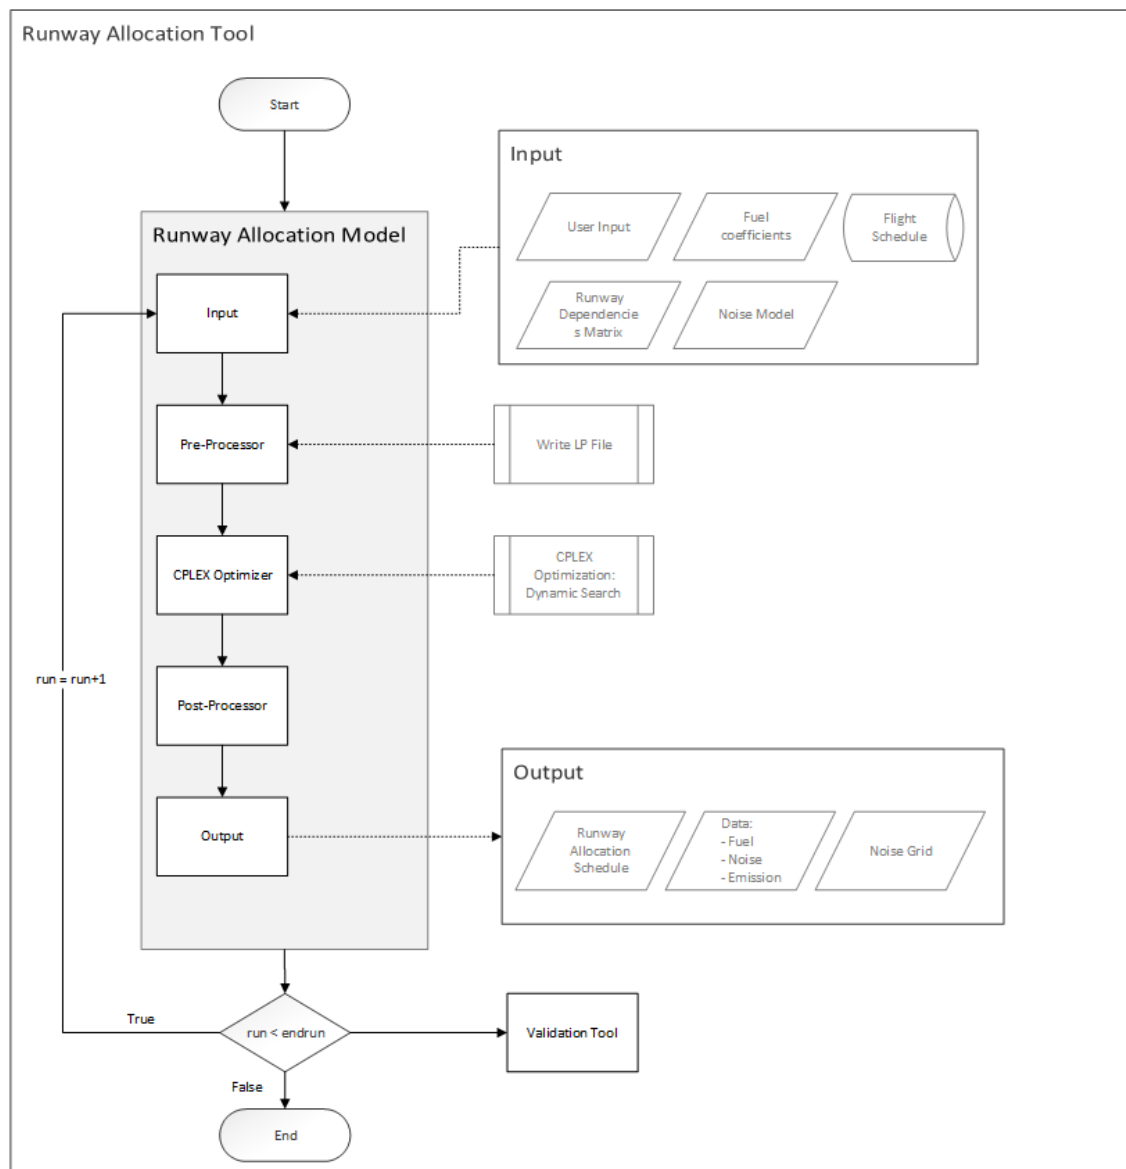 Runway Allocation Tool
Start
Input
User Input
Fuel
coefficients
Flight
Schedule
Runway
Dependencie
s Matrix
Noise Model
Runway Allocation Model
Input
Pre-Processor
Write LP File
CPLEX Optimizer
CPLEX
Optimization:
Dynamic Search
run = run+1
Post-Processor
Output
Output
Runway
Allocation
Schedule
Data:
- Fuel
- Noise
- Emission
Noise Grid
True
run < endrun
Validation Tool
False
End